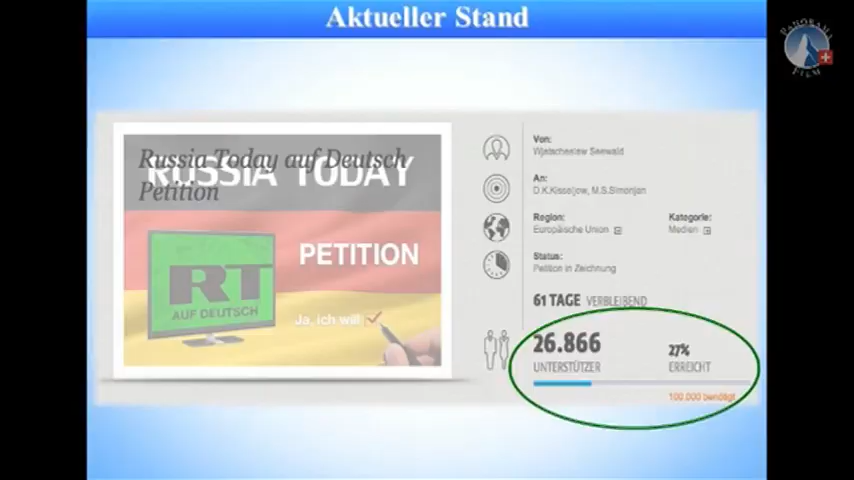 Aktueller Stand
PANORAMA
FILM
Russia Today auf Deutsch
Petition
RUSSIA TODAY
PETITION
RT
AUF DEUTSCH
Ja, ich will
Von:
Wjatscheslaw Seewald
An:
D.K.Kisseljow, M.S.Simonjan
Region:
Europäische Union
Kategorie:
Medien
Status:
Petition in Zeichnung
61 TAGE VERBLEIBEND
26.866
UNTERSTÜTZER
27%
ERREICHT
100.000 benötigt